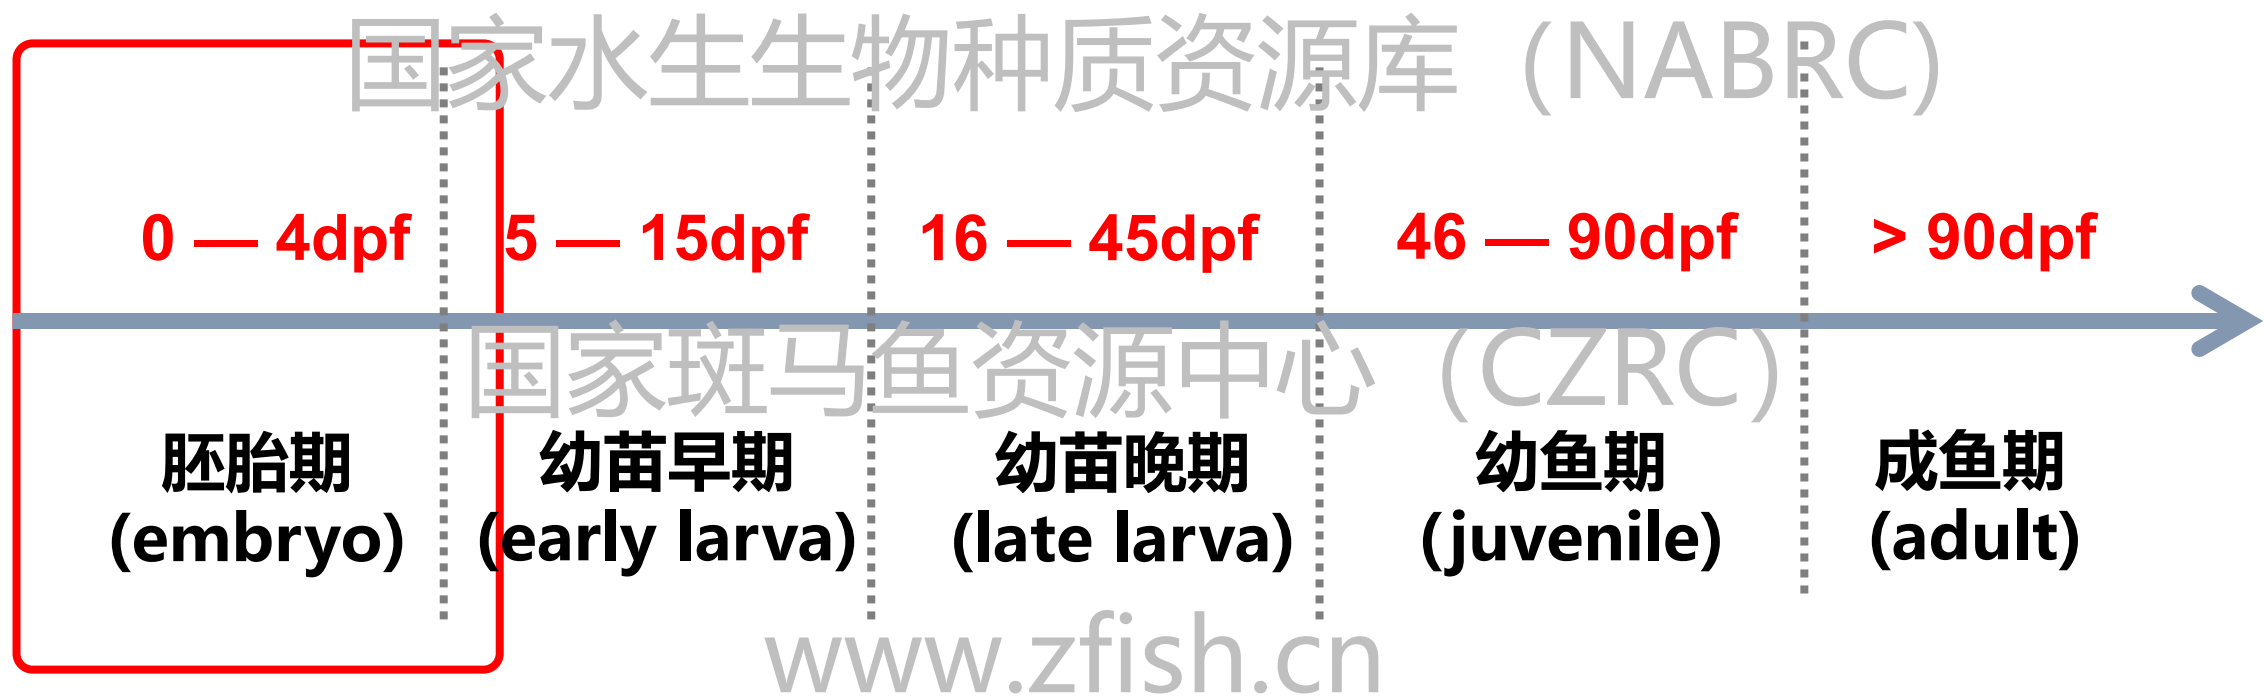 国家水生生物种质资源库（NABRC)
0 — 4dpf
5 — 15dpf
16 — 45dpf
46 — 90dpf
> 90dpf
国家斑马鱼资源中心（CZRC）
胚胎期
(embryo)
幼苗早期
(early larva)
幼苗晚期
(late larva)
幼鱼期
(juvenile)
成鱼期
(adult)
www.zfish.cn